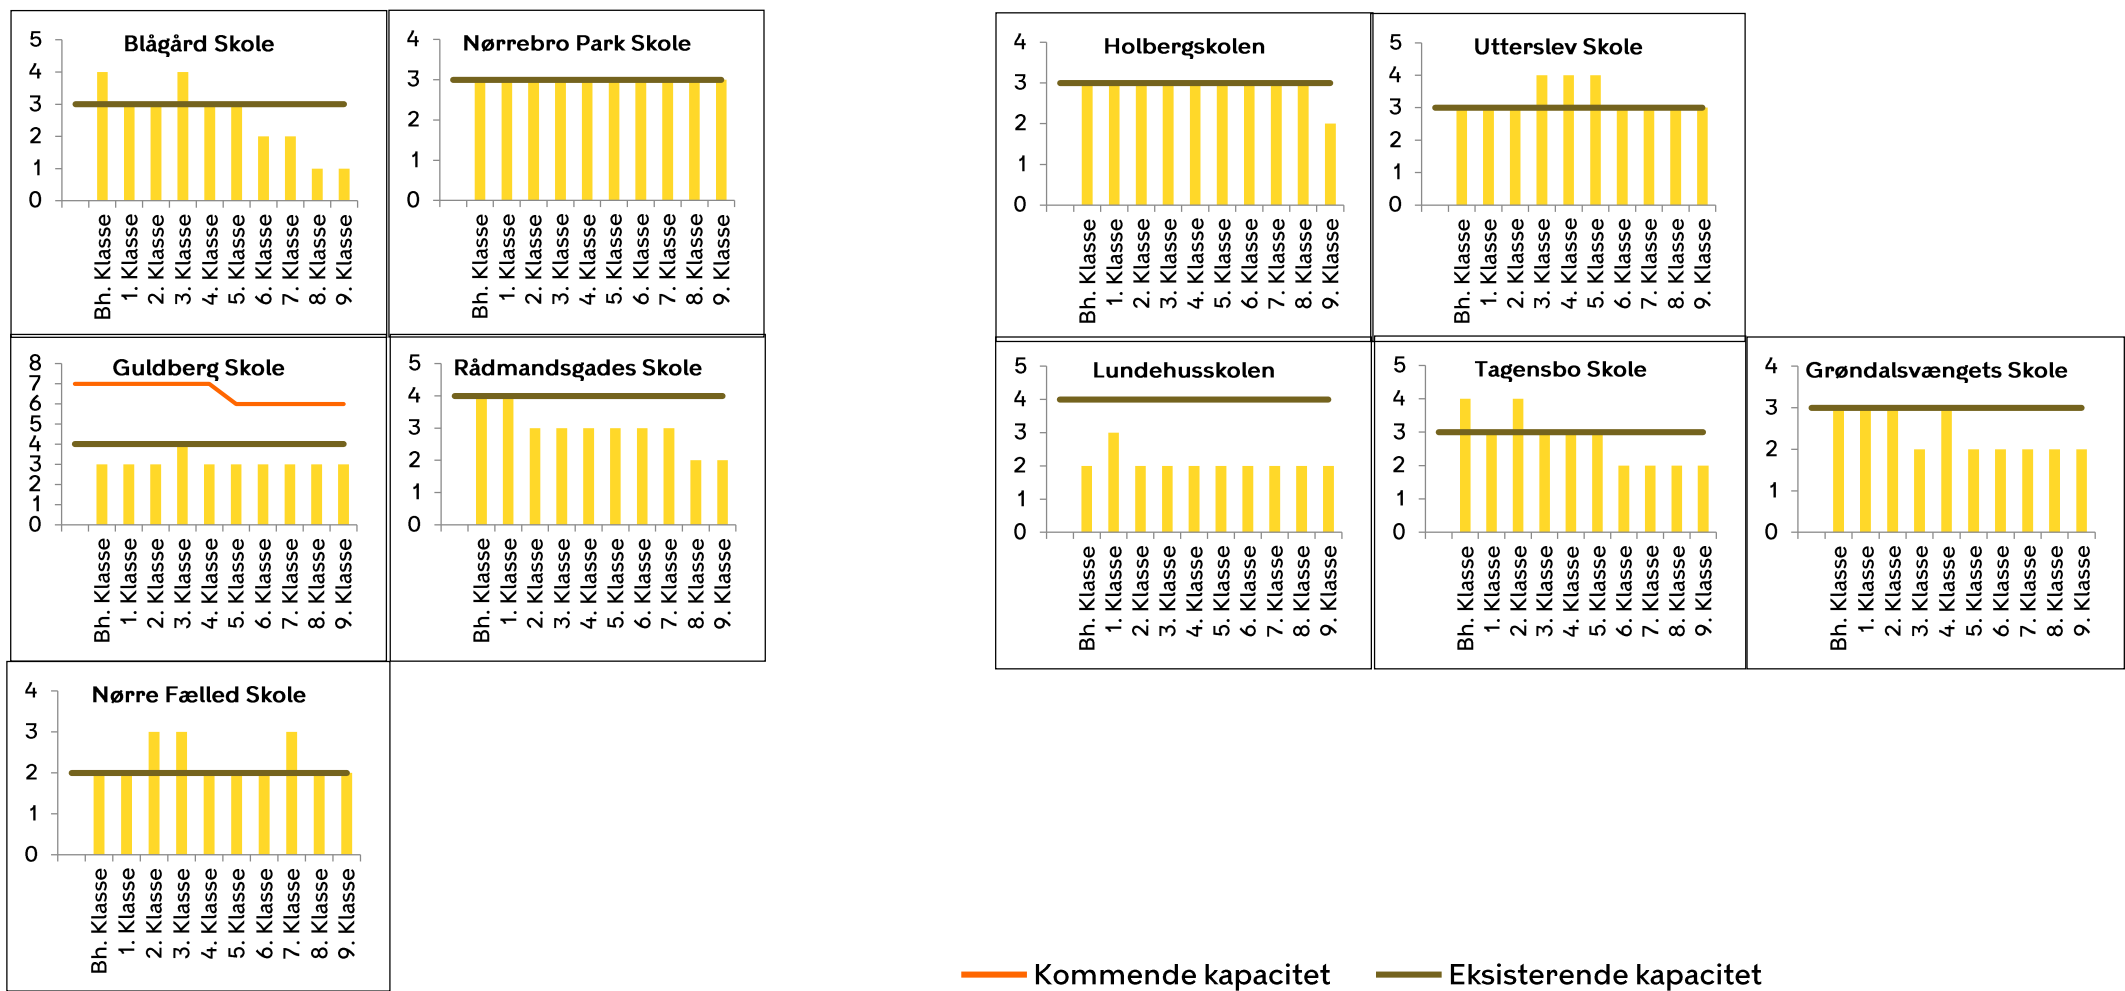 Blågård Skole
5
4
3
2
1
0
Bh. Klasse
1. Klasse
2. Klasse
3. Klasse
4. Klasse
5. Klasse
6. Klasse
7. Klasse
8. Klasse
9. Klasse
Nørrebro Park Skole
4
3
2
1
0
Bh. Klasse
1. Klasse
2. Klasse
3. Klasse
4. Klasse
5. Klasse
6. Klasse
7. Klasse
8. Klasse
9. Klasse
Holbergskolen
4
3
2
1
0
Bh. Klasse
1. Klasse
2. Klasse
3. Klasse
4. Klasse
5. Klasse
6. Klasse
7. Klasse
8. Klasse
9. Klasse
Utterslev Skole
5
4
3
2
1
0
Bh. Klasse
1. Klasse
2. Klasse
3. Klasse
4. Klasse
5. Klasse
6. Klasse
7. Klasse
8. Klasse
9. Klasse
Guldberg Skole
8
7
6
5
4
3
2
1
0
Bh. Klasse
1. Klasse
2. Klasse
3. Klasse
4. Klasse
5. Klasse
6. Klasse
7. Klasse
8. Klasse
9. Klasse
Rådmandsgades Skole
5
4
3
2
1
0
Bh. Klasse
1. Klasse
2. Klasse
3. Klasse
4. Klasse
5. Klasse
6. Klasse
7. Klasse
8. Klasse
9. Klasse
Lundehusskolen
5
4
3
2
1
0
Bh. Klasse
1. Klasse
2. Klasse
3. Klasse
4. Klasse
5. Klasse
6. Klasse
7. Klasse
8. Klasse
9. Klasse
Tagensbo Skole
5
4
3
2
1
0
Bh. Klasse
1. Klasse
2. Klasse
3. Klasse
4. Klasse
5. Klasse
6. Klasse
7. Klasse
8. Klasse
9. Klasse
Grøndalsvængets Skole
4
3
2
1
0
Bh. Klasse
1. Klasse
2. Klasse
3. Klasse
4. Klasse
5. Klasse
6. Klasse
7. Klasse
8. Klasse
9. Klasse
Nørre Fælled Skole
4
3
2
1
0
Bh. Klasse
1. Klasse
2. Klasse
3. Klasse
4. Klasse
5. Klasse
6. Klasse
7. Klasse
8. Klasse
9. Klasse
Kommende kapacitet
Eksisterende kapacitet